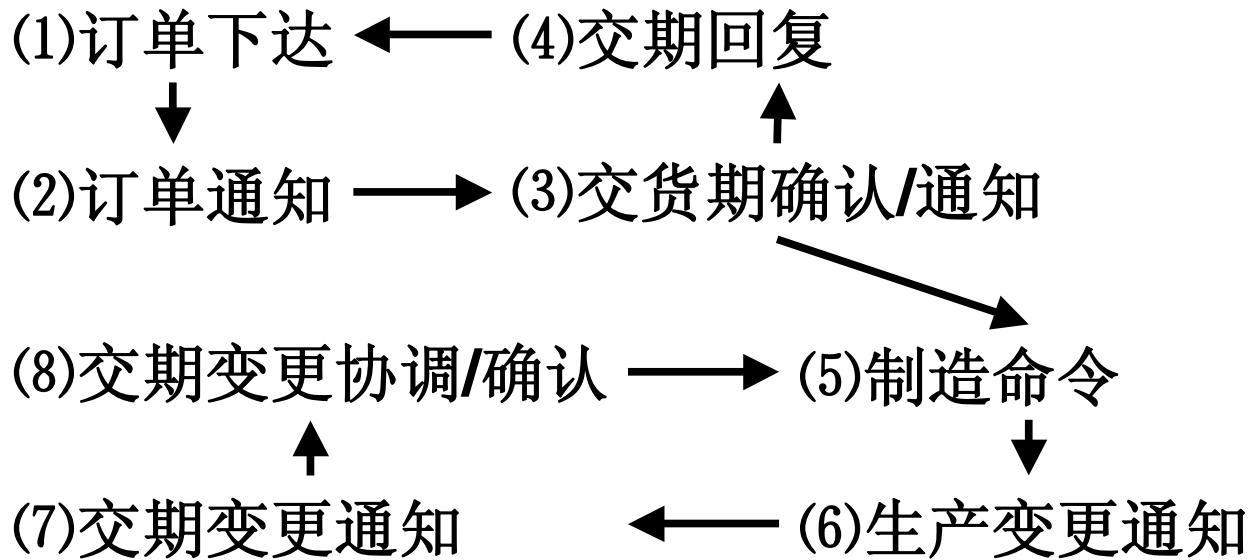 (1)订单下达 (4)交期回复
(2)订单通知 (3)交货期确认/通知
(8)交期变更协调/确认 (5)制造命令
(7)交期变更通知 (6)生产变更通知